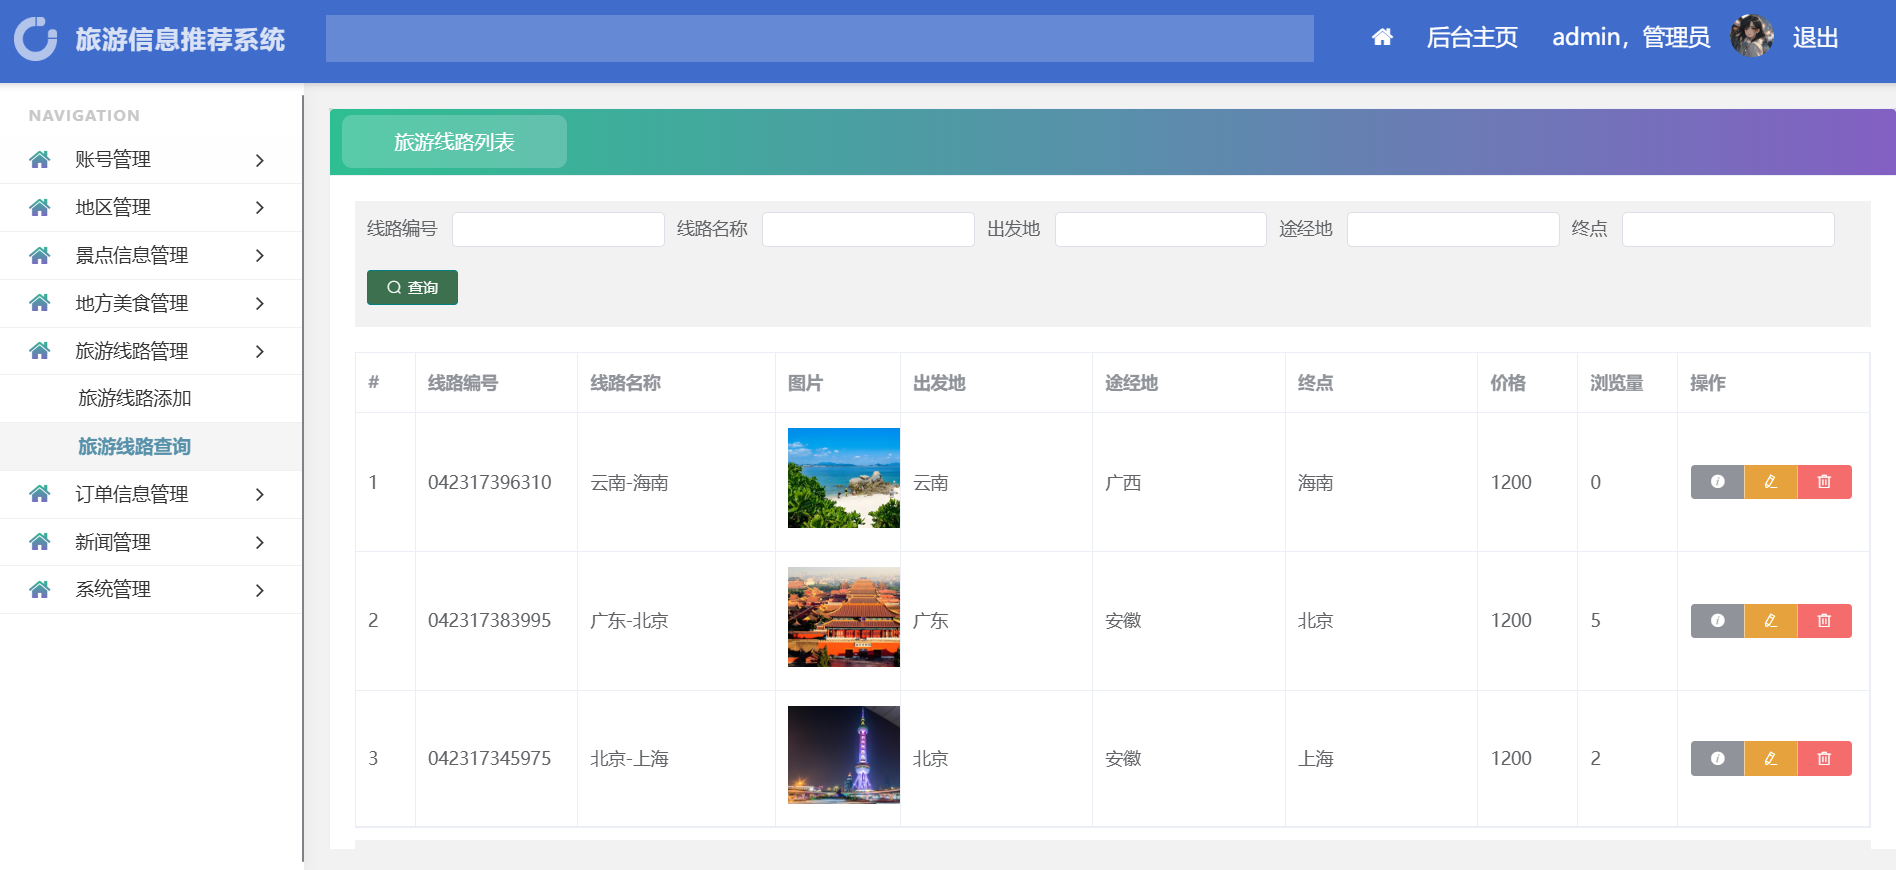 旅游信息推荐系统
后台主页 admin，管理员 退出
NAVIGATION
账号管理
地区管理
景点信息管理
地方美食管理
旅游线路管理
旅游线路添加
旅游线路查询
订单信息管理
新闻管理
系统管理
旅游线路列表
线路编号 线路名称 出发地 途经地 终点
查询
# 线路编号 线路名称 图片 出发地 途经地 终点 价格 浏览量 操作
1 042317396310 云南-海南 云南 广西 海南 1200 0
2 042317383995 广东-北京 广东 安徽 北京 1200 5
3 042317345975 北京-上海 北京 安徽 上海 1200 2